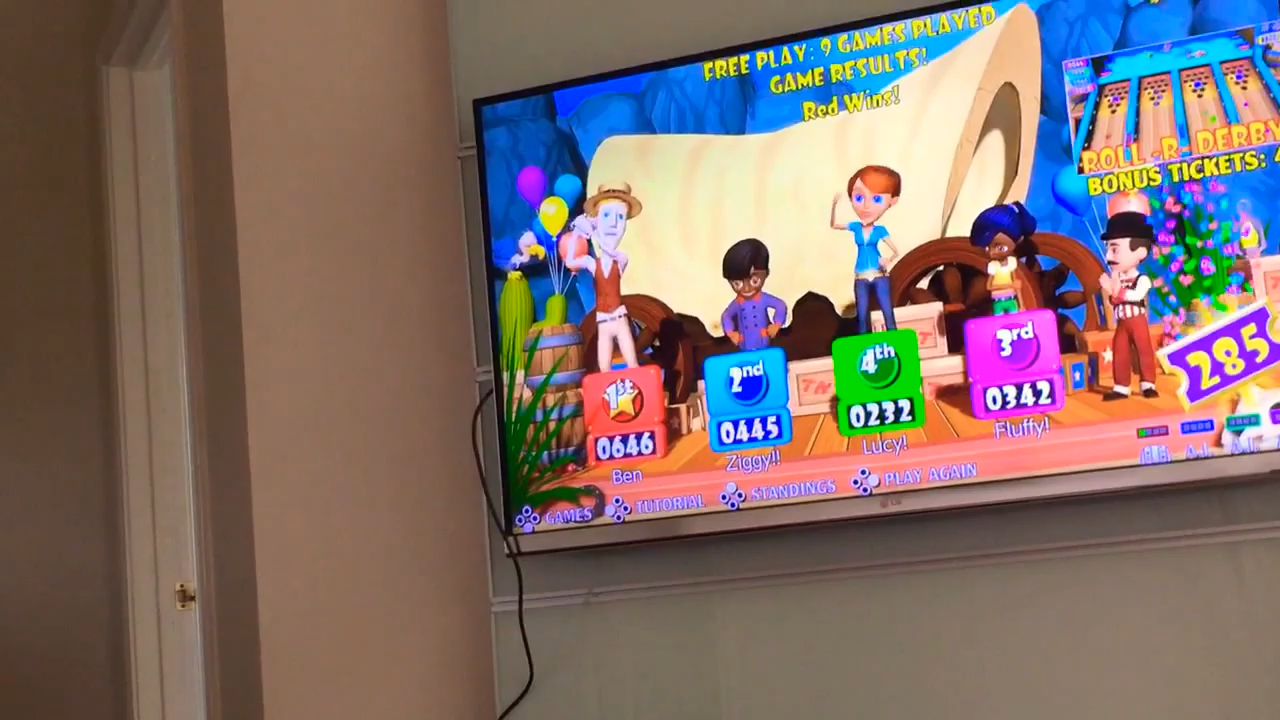 FREE PLAY: 9 GAMES PLAYED
GAME RESULTS!
Red Wins!
ROLL-R-DERBY
BONUS TICKETS:
1st
0646
Ben
2nd
0445
Ziggy!!
4th
0232
Lucy!
3rd
0342
Fluffy!
285
GAMES
TUTORIAL
STANDINGS
PLAY AGAIN
LG